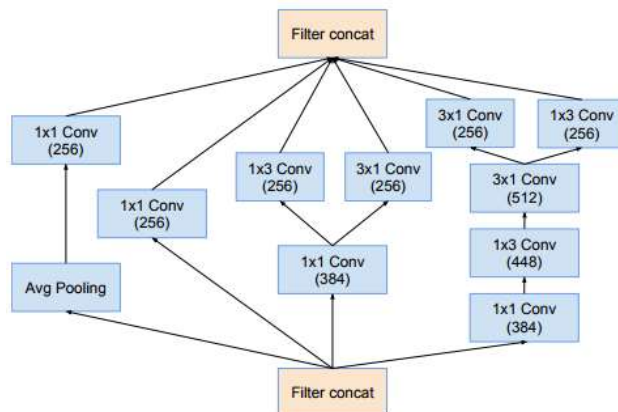 Filter concat
3x1 Conv
(256)
1x3 Conv
(256)
1x1 Conv
(256)
1x3 Conv
(256)
3x1 Conv
(256)
3x1 Conv
(512)
1x1 Conv
(256)
1x3 Conv
(448)
1x1 Conv
(384)
Avg Pooling
1x1 Conv
(384)
Filter concat